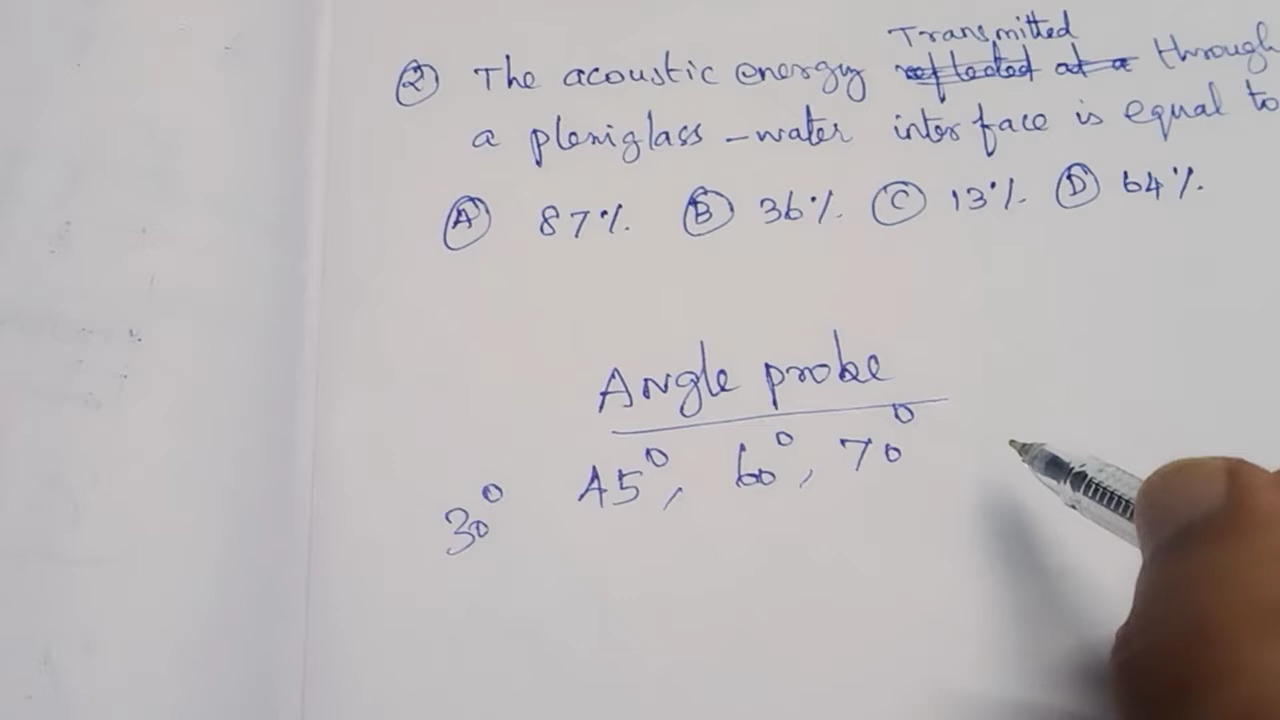 Transmitted
② The acoustic energy reflected at a through
a plexiglass - water interface is equal to
Ⓐ 87%. Ⓑ 36%. Ⓒ 13%. Ⓓ 64%.
Angle probe
30° 45°, 60°, 70°